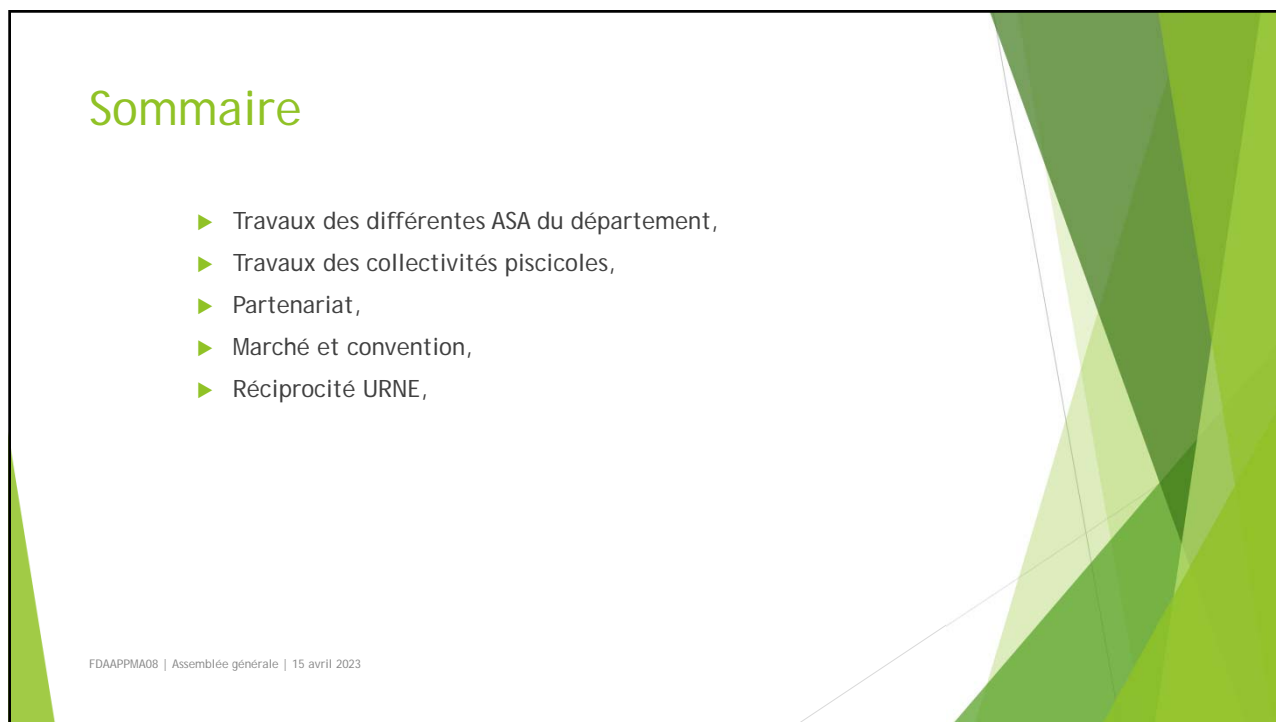 Sommaire
Travaux des différentes ASA du département,
Travaux des collectivités piscicoles,
Partenariat,
Marché et convention,
Réciprocité URNE,
FDAAPPMA08 | Assemblée générale | 15 avril 2023